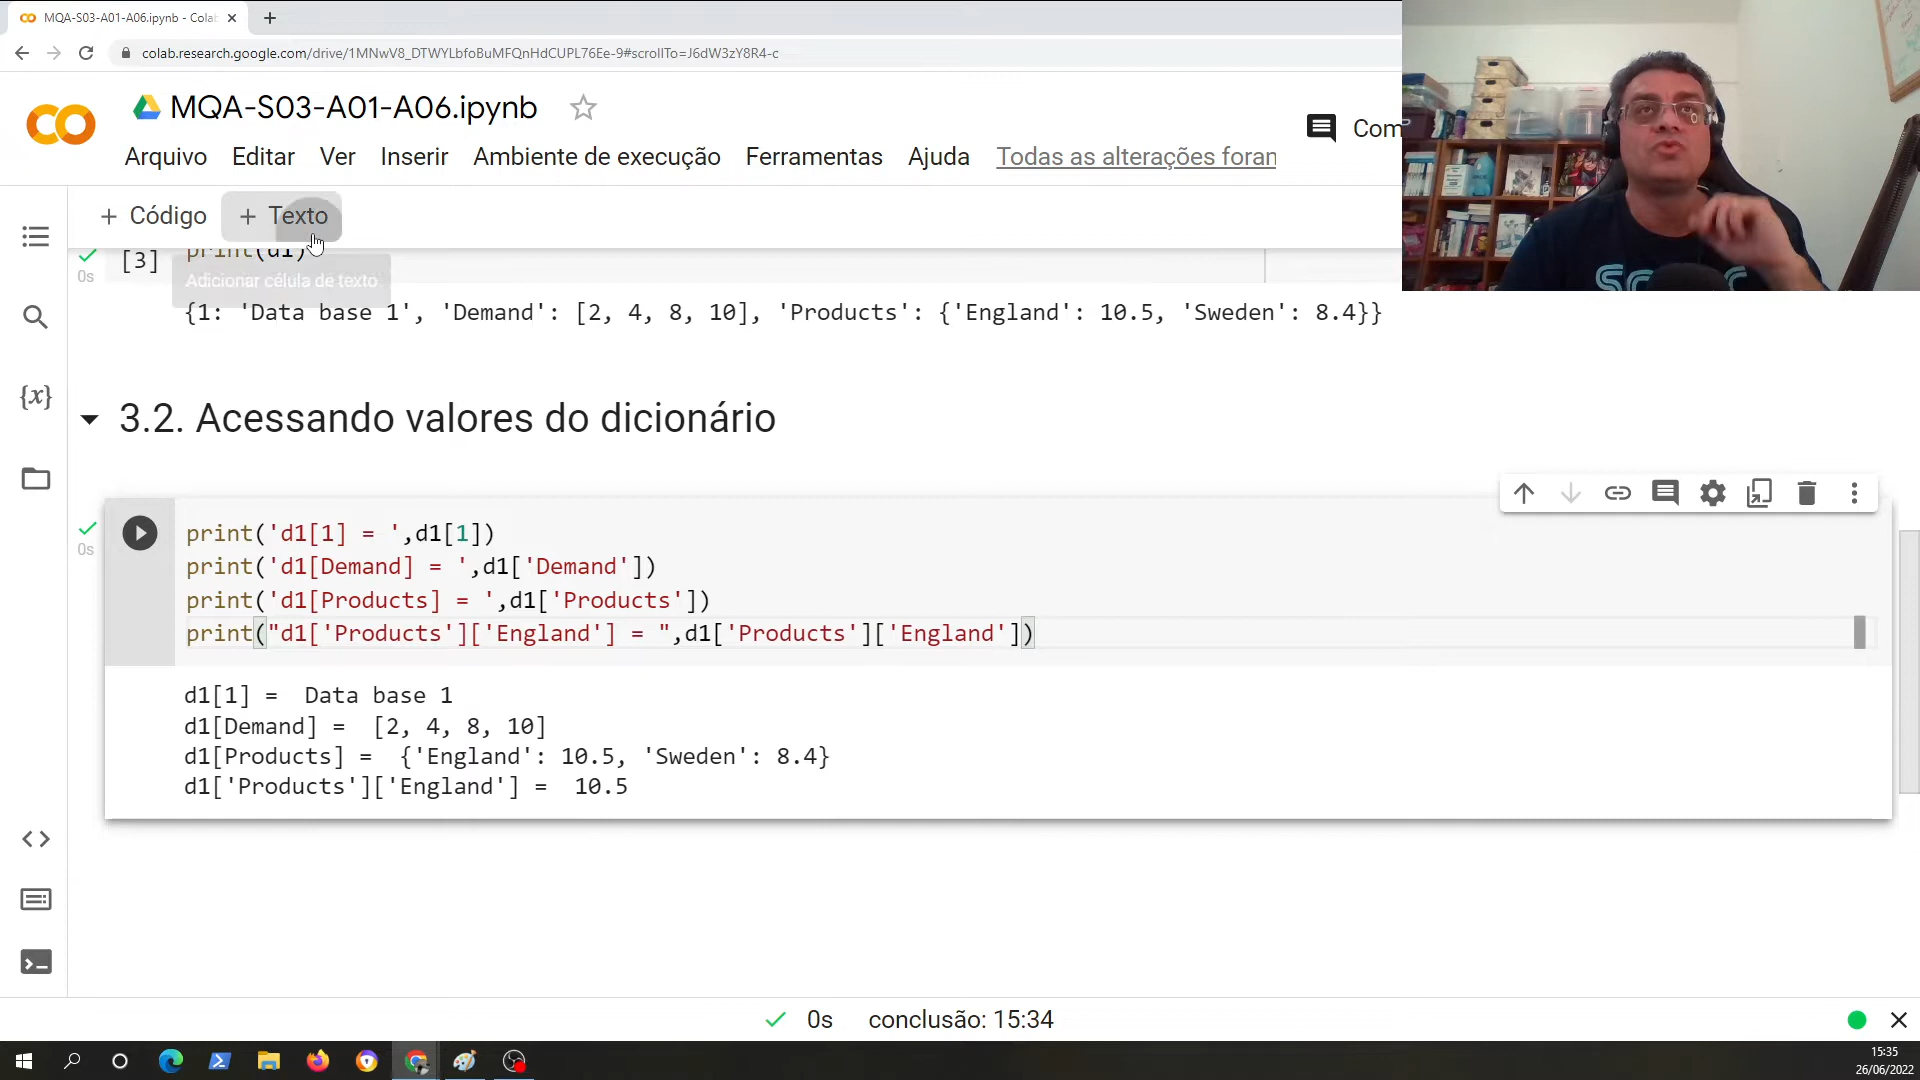 MQA-S03-A01-A06.ipynb - Colab
colab.research.google.com/drive/1MNwV8_DTWYLbfoBuMFQnHdCUPL76Ee-9#scrollTo=J6dW3zY8R4-c
MQA-S03-A01-A06.ipynb
Com
Arquivo Editar Ver Inserir Ambiente de execução Ferramentas Ajuda Todas as alterações foran
+ Código + Texto
[3] print(d1)
0s
Adicionar célula de texto
{1: 'Data base 1', 'Demand': [2, 4, 8, 10], 'Products': {'England': 10.5, 'Sweden': 8.4}}
{x}
3.2. Acessando valores do dicionário
0s
print('d1[1] = ',d1[1])
print('d1[Demand] = ',d1['Demand'])
print('d1[Products] = ',d1['Products'])
print("d1['Products']['England'] = ",d1['Products']['England'])
d1[1] =  Data base 1
d1[Demand] =  [2, 4, 8, 10]
d1[Products] =  {'England': 10.5, 'Sweden': 8.4}
d1['Products']['England'] =  10.5
0s conclusão: 15:34
15:35
26/06/2022